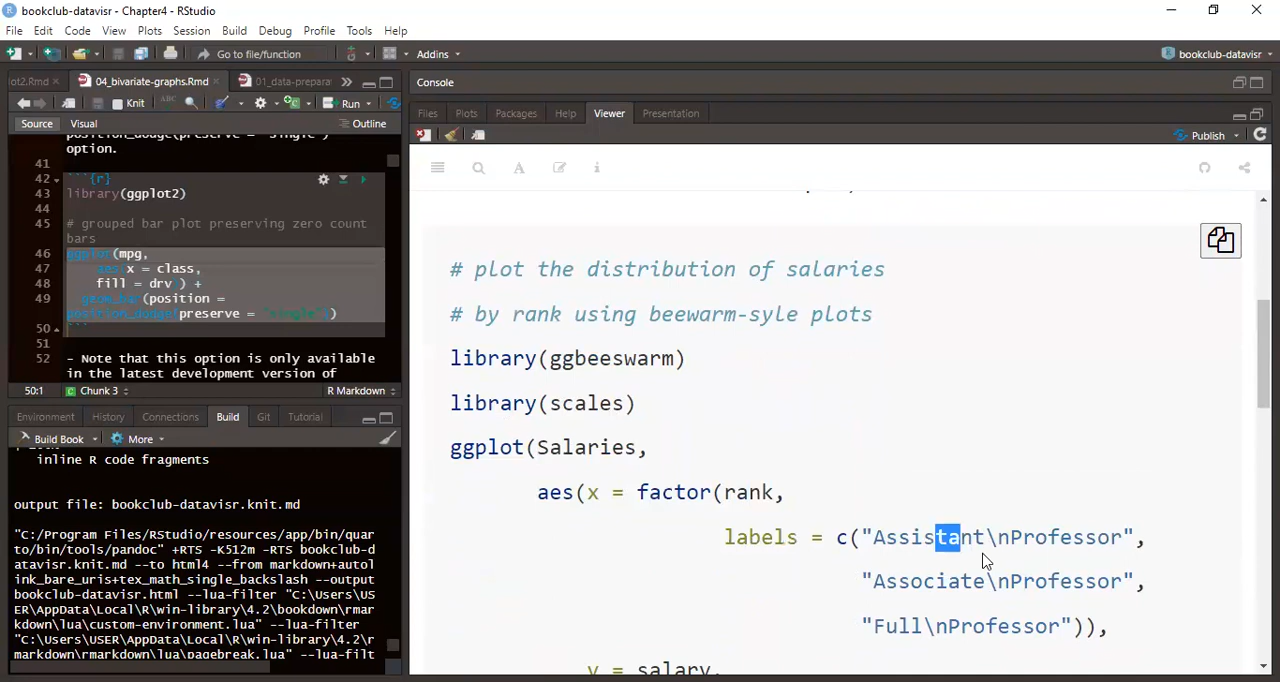 bookclub-datavisr - Chapter4 - RStudio
File Edit Code View Plots Session Build Debug Profile Tools Help
Go to file/function Addins bookclub-datavisr
lot2.Rmd 04_bivariate-graphs.Rmd 01_data-prepara
Knit ABC Run
Source Visual Outline
position_dodge(preserve = "single")
option.
41
42 ```{r}
43 library(ggplot2)
44
45 # grouped bar plot preserving zero count
bars
46 ggplot(mpg,
47 aes(x = class,
48 fill = drv)) +
49 geom_bar(position =
position_dodge(preserve = "single"))
50 ```
51
52 - Note that this option is only available
in the latest development version of
50:1 Chunk 3 R Markdown
Environment History Connections Build Git Tutorial
Build Book More
inline R code fragments
output file: bookclub-datavisr.knit.md
"C:/Program Files/RStudio/resources/app/bin/quar
to/bin/tools/pandoc" +RTS -K512m -RTS bookclub-d
atavisr.knit.md --to html4 --from markdown+autol
ink_bare_uris+tex_math_single_backslash --output
bookclub-datavisr.html --lua-filter "C:\Users\US
ER\AppData\Local\R\win-library\4.2\bookdown\rmar
kdown\lua\custom-environment.lua" --lua-filter
"C:\Users\USER\AppData\Local\R\win-library\4.2\r
markdown\rmarkdown\lua\pagebreak.lua" --lua-filt
Console
Files Plots Packages Help Viewer Presentation
Publish
# plot the distribution of salaries
# by rank using beewarm-syle plots
library(ggbeeswarm)
library(scales)
ggplot(Salaries,
aes(x = factor(rank,
labels = c("Assistant\nProfessor",
"Associate\nProfessor",
"Full\nProfessor")),
y = salary,